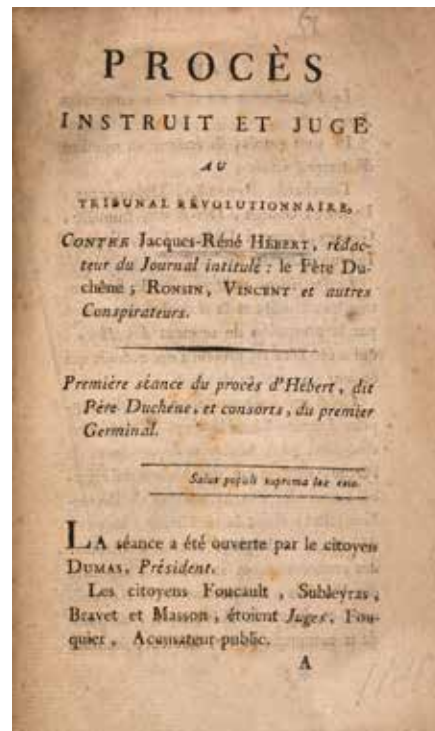 PROCÈS
INSTRUIT ET JUGÉ
AU
TRIBUNAL RÉVOLUTIONNAIRE,
CONTRE Jacques-Réné HÉBERT, rédac-
teur du Journal intitulé : le Père Du-
chêne ; RONSIN, VINCENT et autres
Conspirateurs.
Première séance du procès d'Hébert, dit
Père Duchêne, et consorts, du premier
Germinal.
Salus populi suprema lex esto.
LA séance a été ouverte par le citoyen
DUMAS, Président.
Les citoyens Foucault, Subleyras,
Bravet et Masson, étoient Juges, Fou-
quier, Accusateur-public.
A